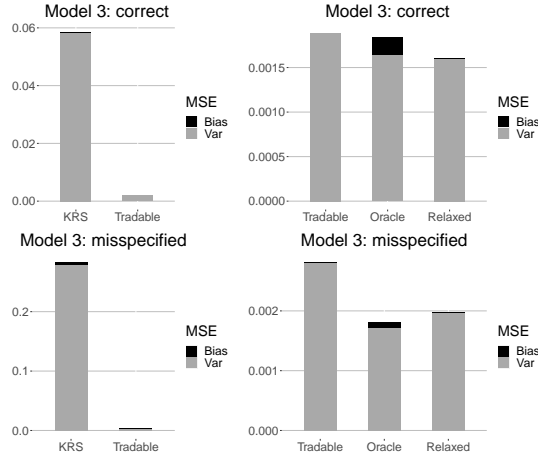 Model 3: correct
0.06
0.04
0.02
0.00
KRS
Tradable
MSE
Bias
Var
Model 3: correct
0.0015
0.0010
0.0005
0.0000
Tradable
Oracle
Relaxed
MSE
Bias
Var
Model 3: misspecified
0.2
0.1
0.0
KRS
Tradable
MSE
Bias
Var
Model 3: misspecified
0.002
0.001
0.000
Tradable
Oracle
Relaxed
MSE
Bias
Var